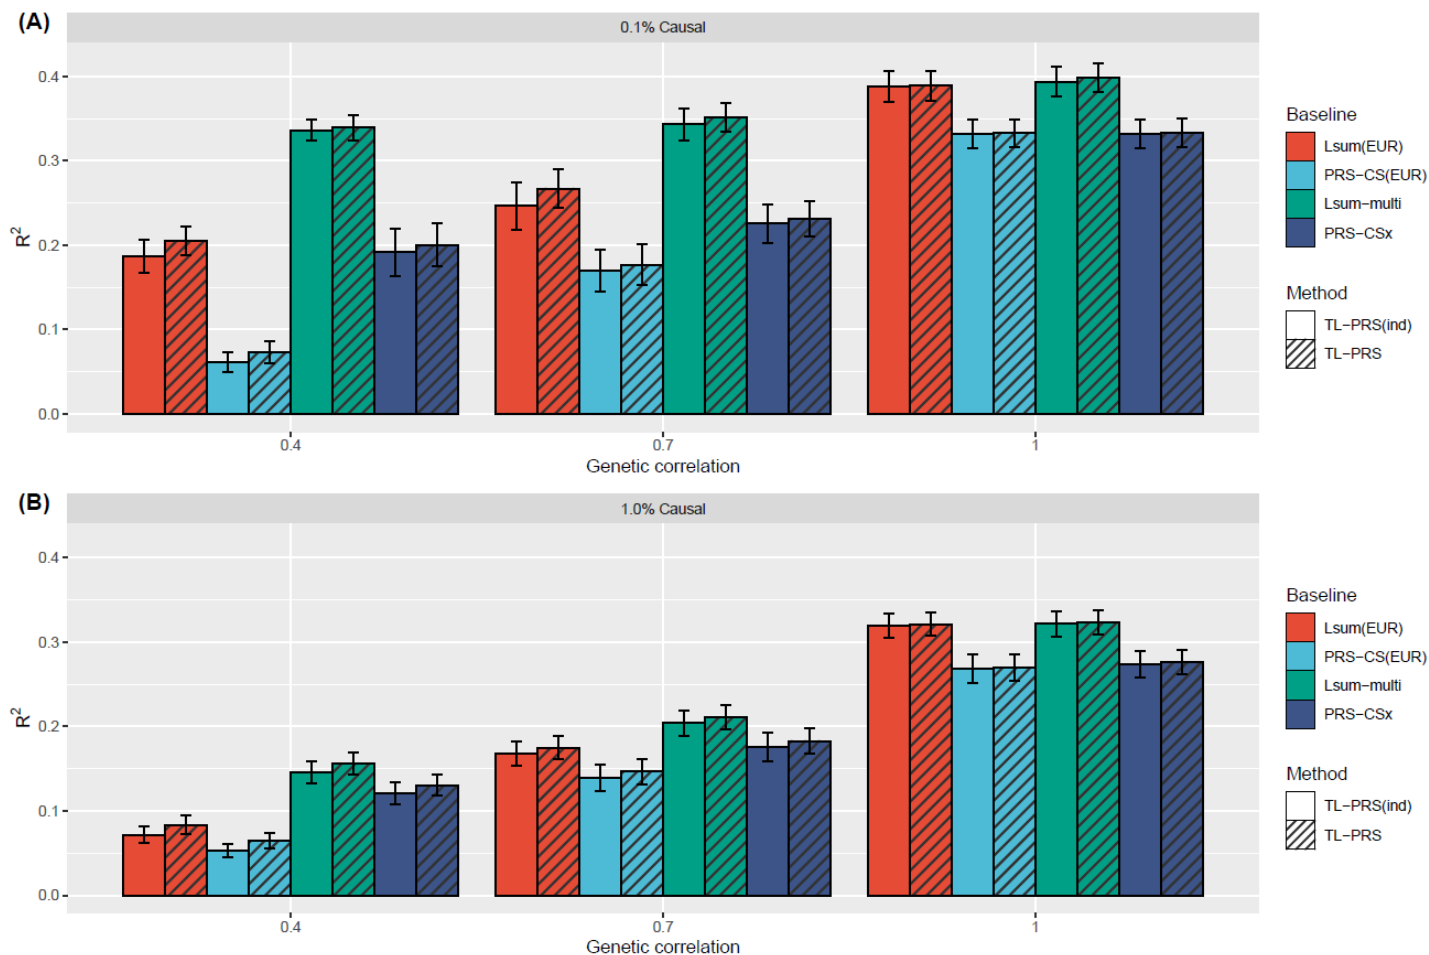 (A)
0.1% Causal
0.4
0.3
0.2
0.1
0.0
R²
0.4
0.7
1
Genetic correlation
Baseline
Lsum(EUR)
PRS−CS(EUR)
Lsum−multi
PRS−CSx
Method
TL−PRS(ind)
TL−PRS
(B)
1.0% Causal
0.4
0.3
0.2
0.1
0.0
R²
0.4
0.7
1
Genetic correlation
Baseline
Lsum(EUR)
PRS−CS(EUR)
Lsum−multi
PRS−CSx
Method
TL−PRS(ind)
TL−PRS